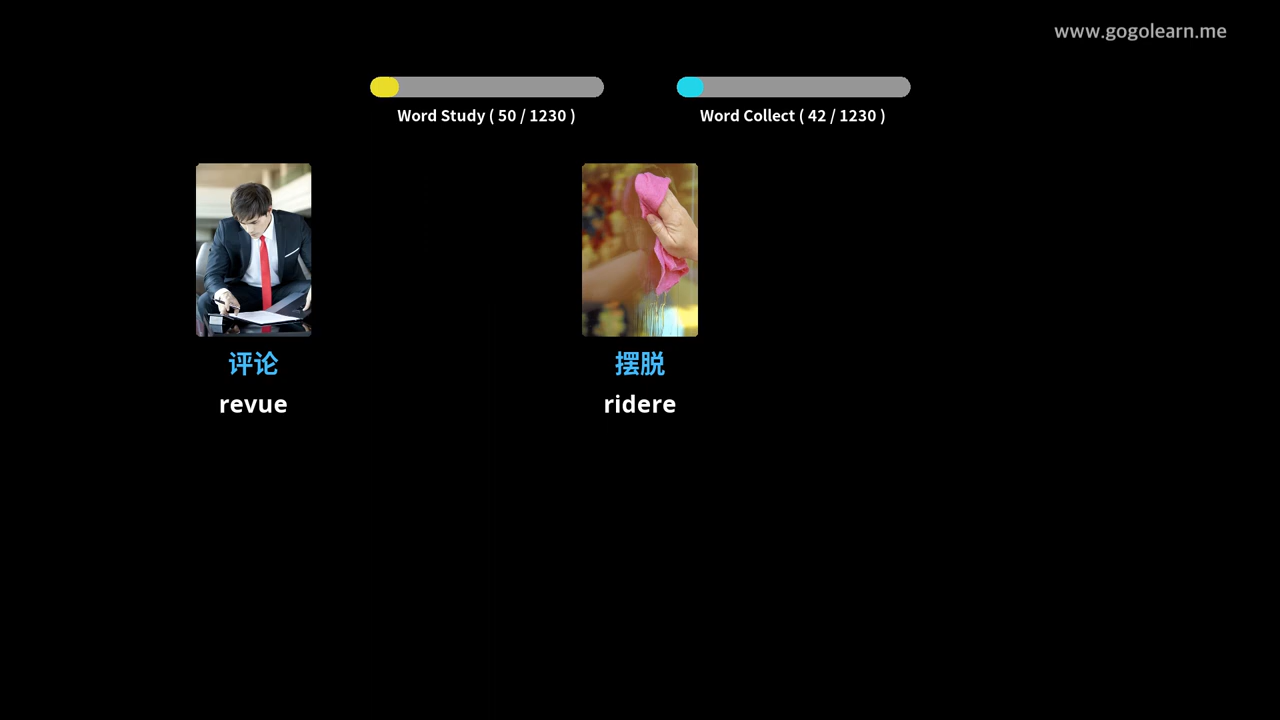 www.gogolearn.me
Word Study ( 50 / 1230 )
Word Collect ( 42 / 1230 )
评论
revue
摆脱
ridere